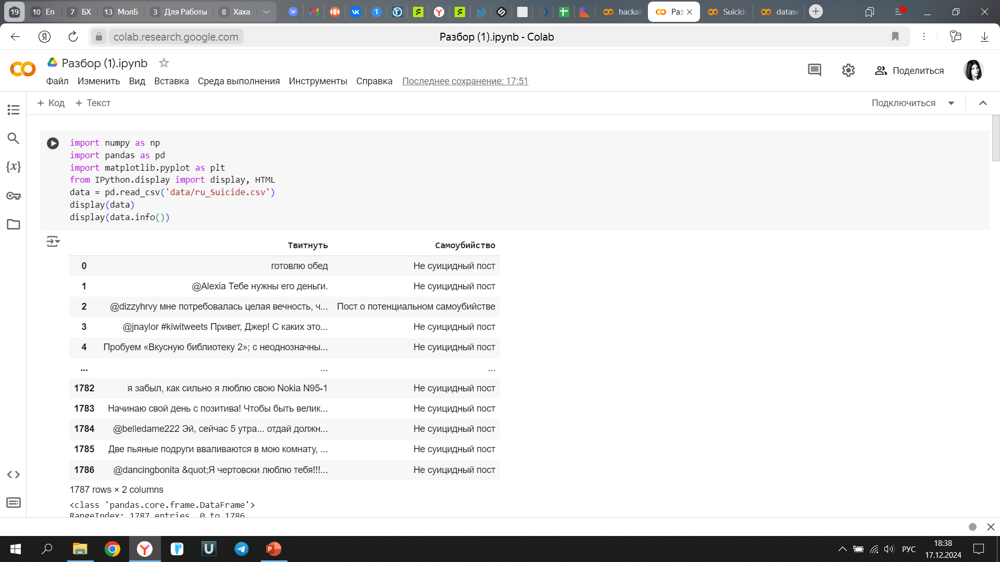 19 10 En 7 БХ 13 МолБ 3 Для Работы 8 Хаха hackat Раз Suicid datase
colab.research.google.com Разбор (1).ipynb - Colab
Разбор (1).ipynb
Файл Изменить Вид Вставка Среда выполнения Инструменты Справка Последнее сохранение: 17:51 Поделиться
+ Код + Текст Подключиться
import numpy as np
import pandas as pd
import matplotlib.pyplot as plt
from IPython.display import display, HTML
data = pd.read_csv('data/ru_Suicide.csv')
display(data)
display(data.info())
Твитнуть Самоубийство
0 готовлю обед Не суицидный пост
1 @Alexia Тебе нужны его деньги. Не суицидный пост
2 @dizzyhrvy мне потребовалась целая вечность, ч... Пост о потенциальном самоубийстве
3 @jnaylor #kiwitweets Привет, Джер! С каких это... Не суицидный пост
4 Пробуем «Вкусную библиотеку 2»; с неоднозначны... Не суицидный пост
... ... ...
1782 я забыл, как сильно я люблю свою Nokia N95-1 Не суицидный пост
1783 Начинаю свой день с позитива! Чтобы быть велик... Не суицидный пост
1784 @belledame222 Эй, сейчас 5 утра... отдай должн... Не суицидный пост
1785 Две пьяные подруги вваливаются в мою комнату, ... Не суицидный пост
1786 @dancingbonita &quot;Я чертовски люблю тебя!!!... Не суицидный пост
1787 rows × 2 columns
<class 'pandas.core.frame.DataFrame'>
RangeIndex: 1787 entries, 0 to 1786
РУС 18:38
17.12.2024